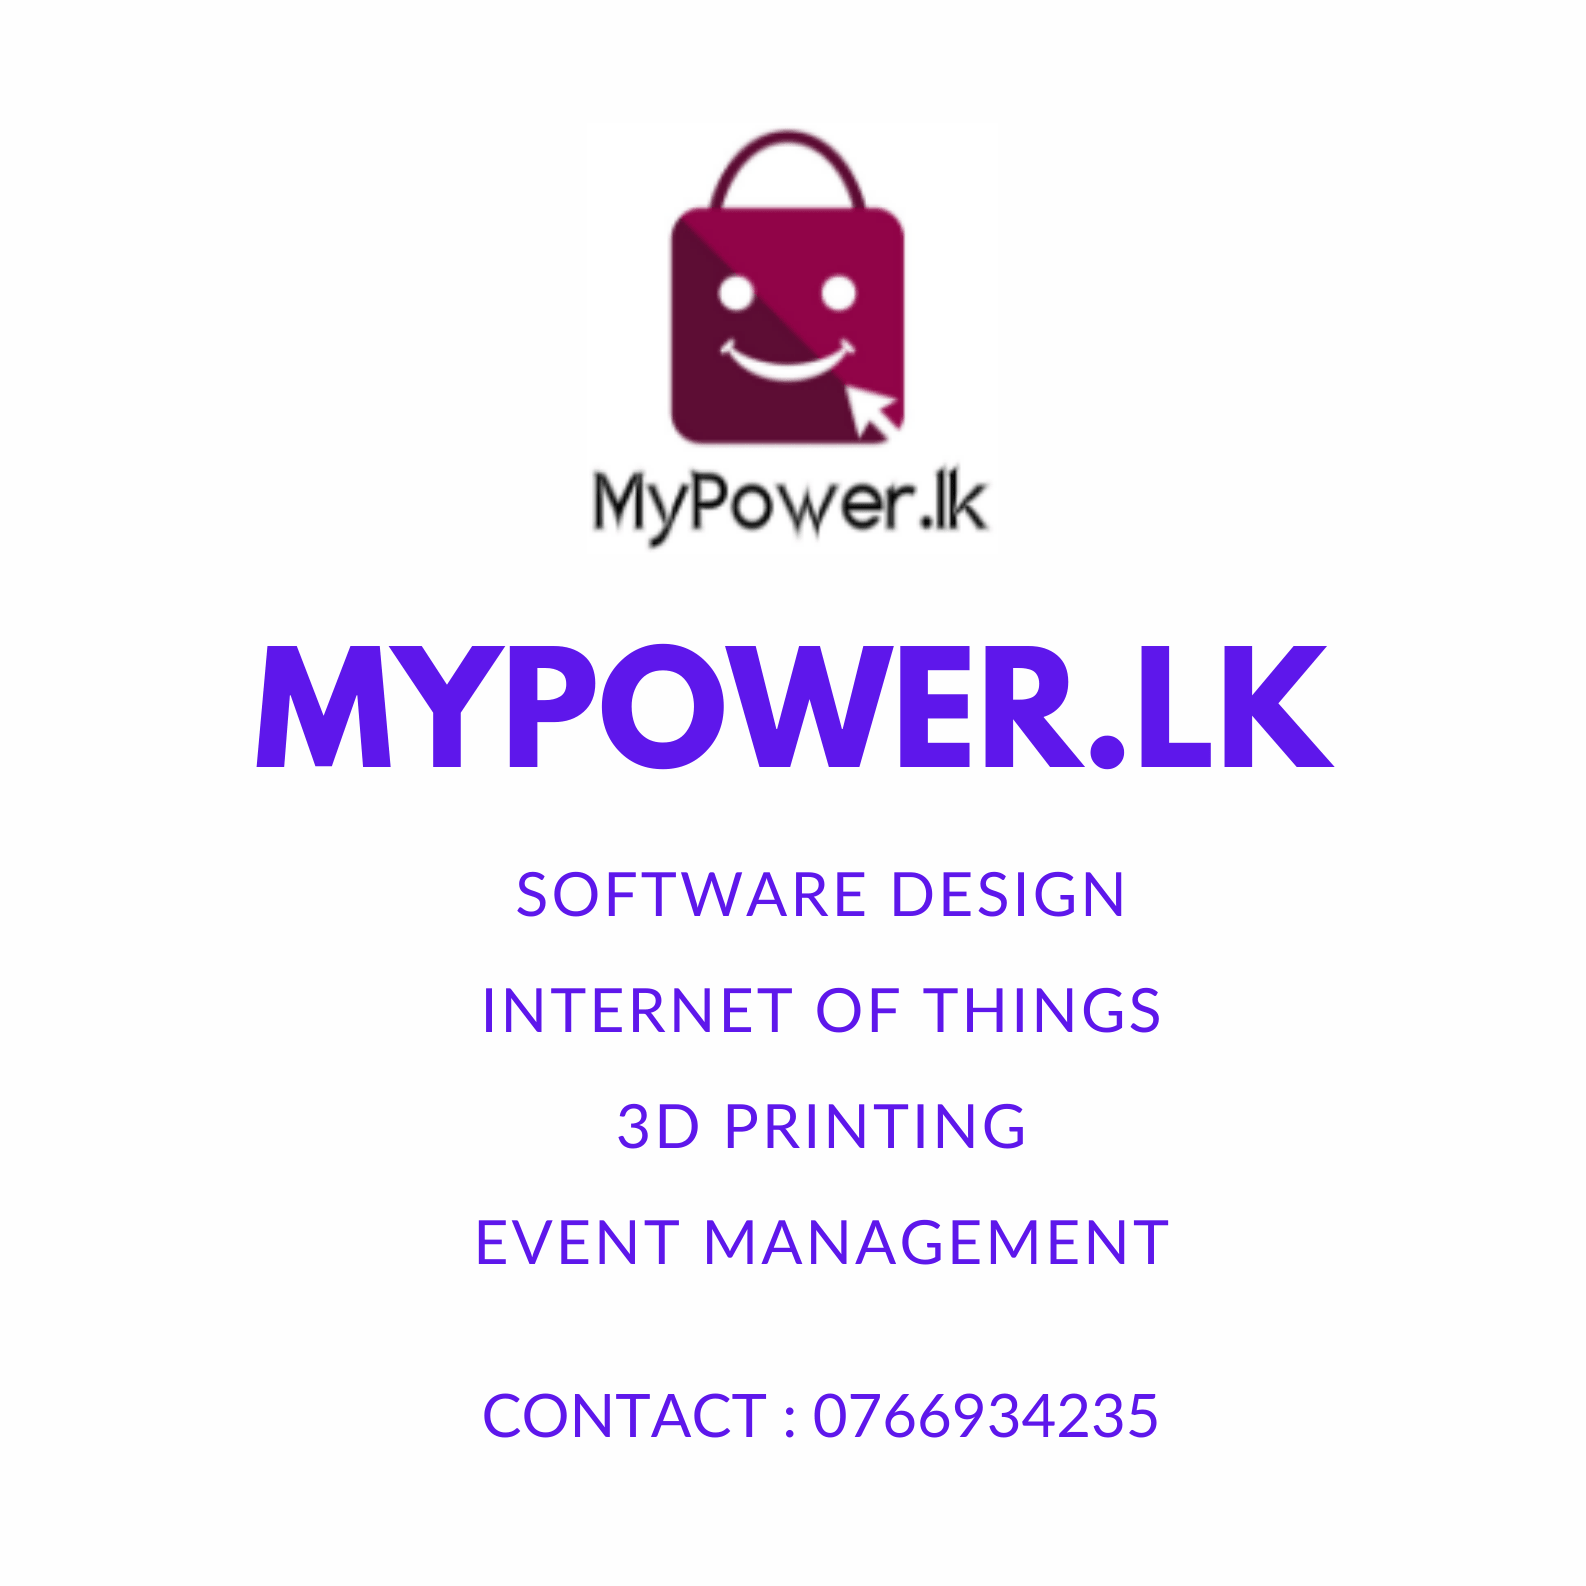 MyPower.lk
MYPOWER.LK
SOFTWARE DESIGN
INTERNET OF THINGS
3D PRINTING
EVENT MANAGEMENT
CONTACT : 0766934235